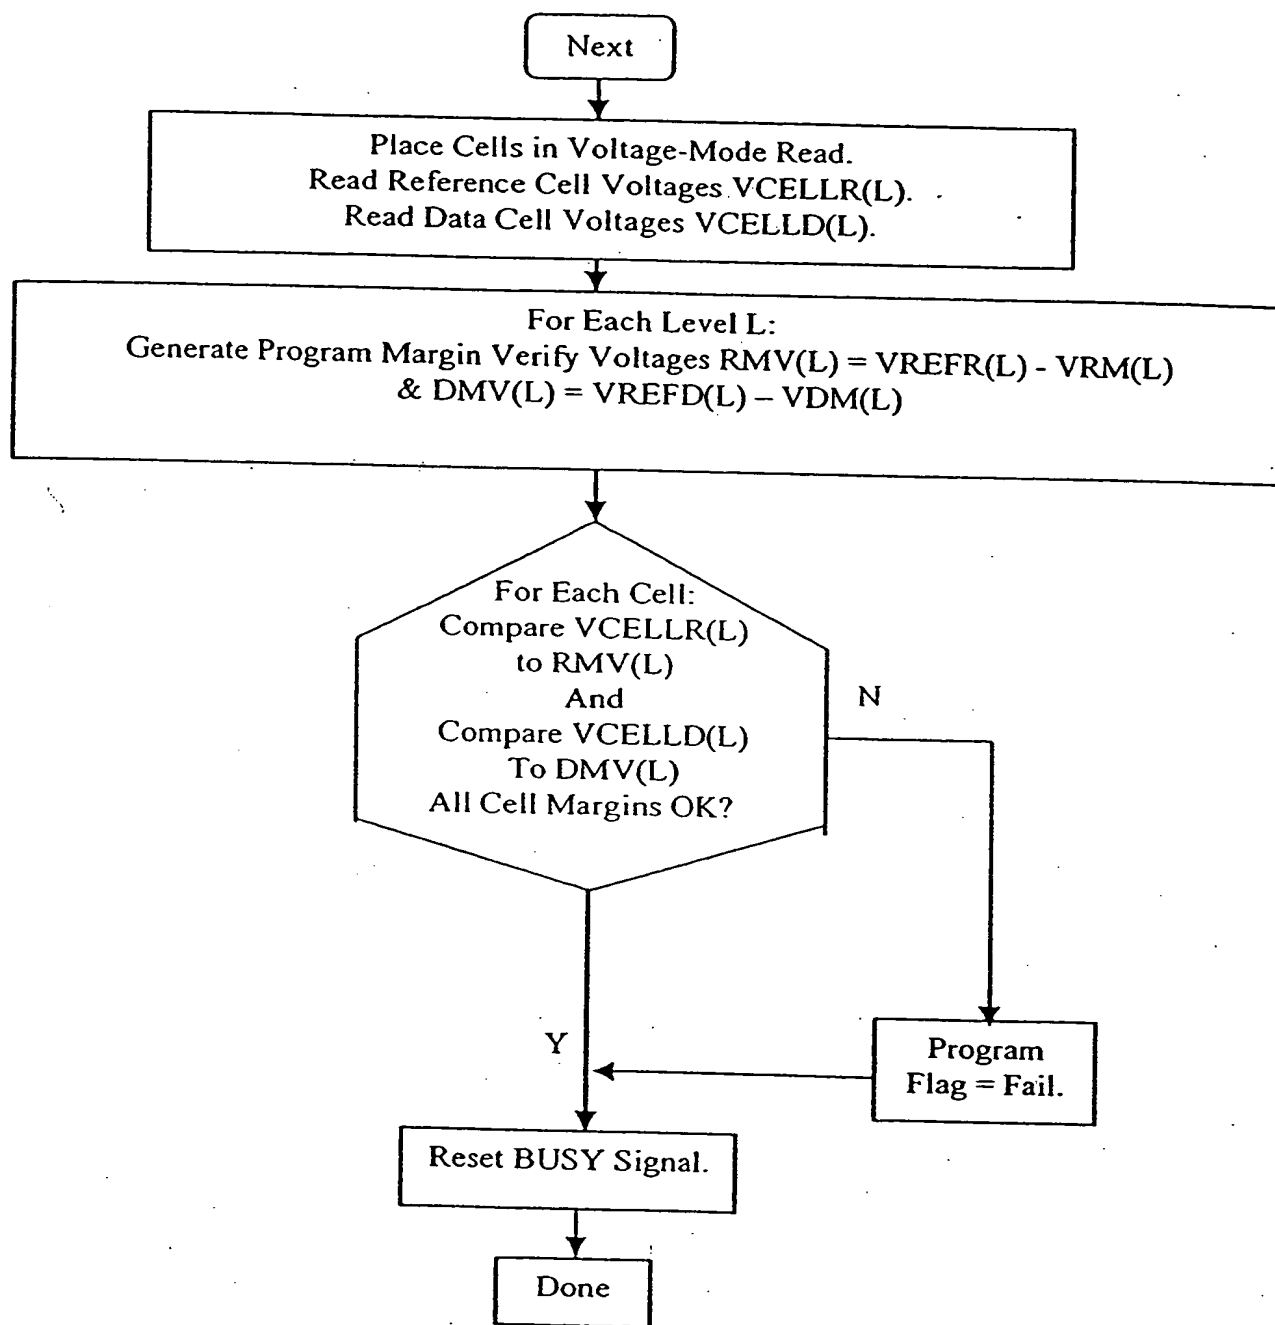 Next
Place Cells in Voltage-Mode Read.
Read Reference Cell Voltages VCELLR(L).
Read Data Cell Voltages VCELLD(L).
For Each Level L:
Generate Program Margin Verify Voltages RMV(L) = VREFR(L) - VRM(L)
& DMV(L) = VREFD(L) – VDM(L)
For Each Cell:
Compare VCELLR(L)
to RMV(L)
And
Compare VCELLD(L)
To DMV(L)
All Cell Margins OK?
N
Y
Program
Flag = Fail.
Reset BUSY Signal.
Done